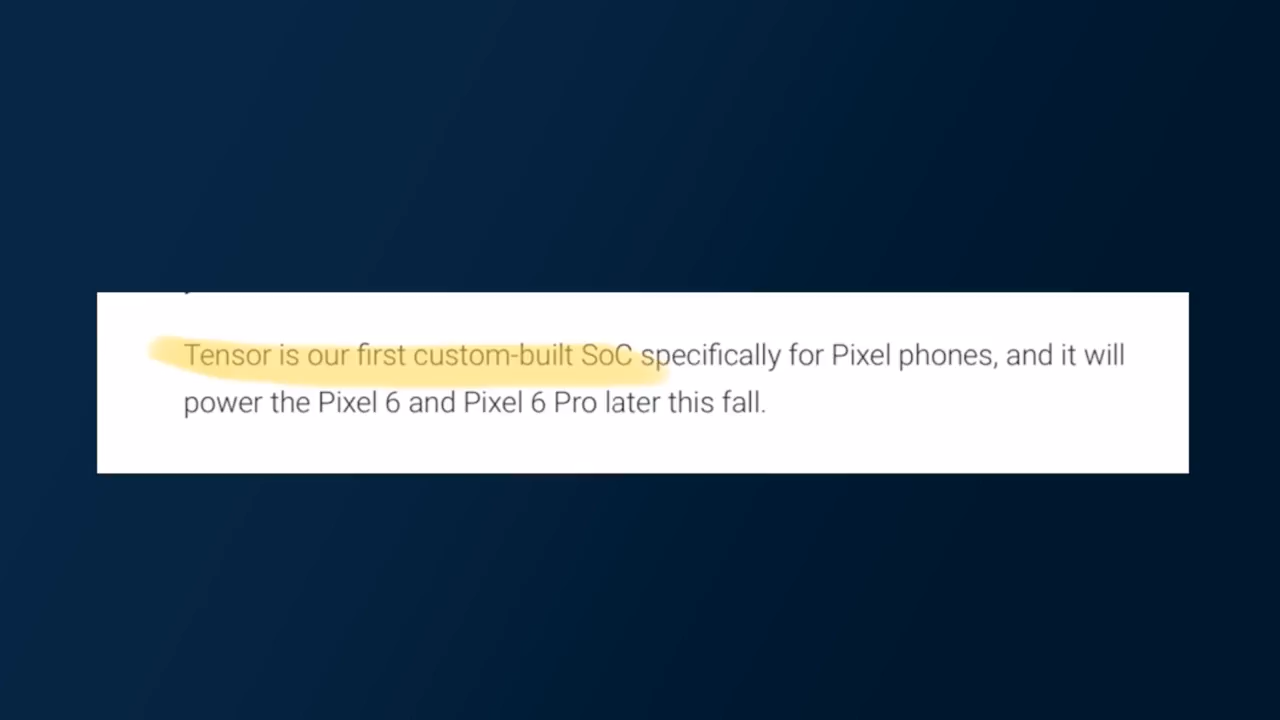 Tensor is our first custom-built SoC specifically for Pixel phones, and it will
power the Pixel 6 and Pixel 6 Pro later this fall.